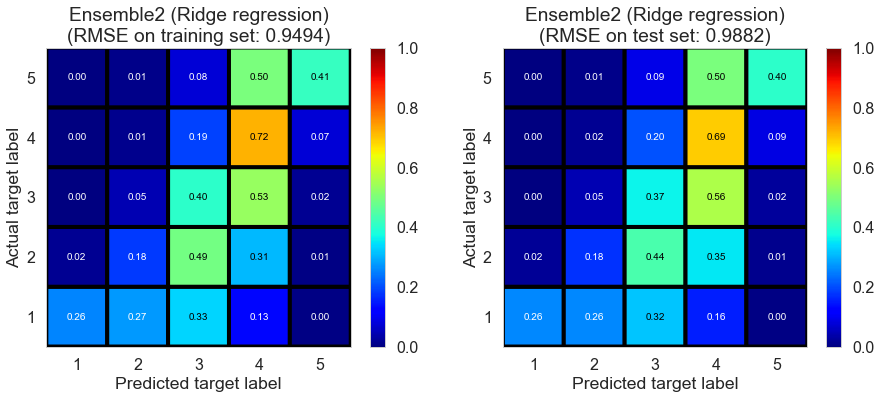 Ensemble2 (Ridge regression)
(RMSE on training set: 0.9494)
Actual target label
5 0.00 0.01 0.08 0.50 0.41
4 0.00 0.01 0.19 0.72 0.07
3 0.00 0.05 0.40 0.53 0.02
2 0.02 0.18 0.49 0.31 0.01
1 0.26 0.27 0.33 0.13 0.00
1 2 3 4 5
Predicted target label
1.0
0.8
0.6
0.4
0.2
0.0
Ensemble2 (Ridge regression)
(RMSE on test set: 0.9882)
Actual target label
5 0.00 0.01 0.09 0.50 0.40
4 0.00 0.02 0.20 0.69 0.09
3 0.00 0.05 0.37 0.56 0.02
2 0.02 0.18 0.44 0.35 0.01
1 0.26 0.26 0.32 0.16 0.00
1 2 3 4 5
Predicted target label
1.0
0.8
0.6
0.4
0.2
0.0